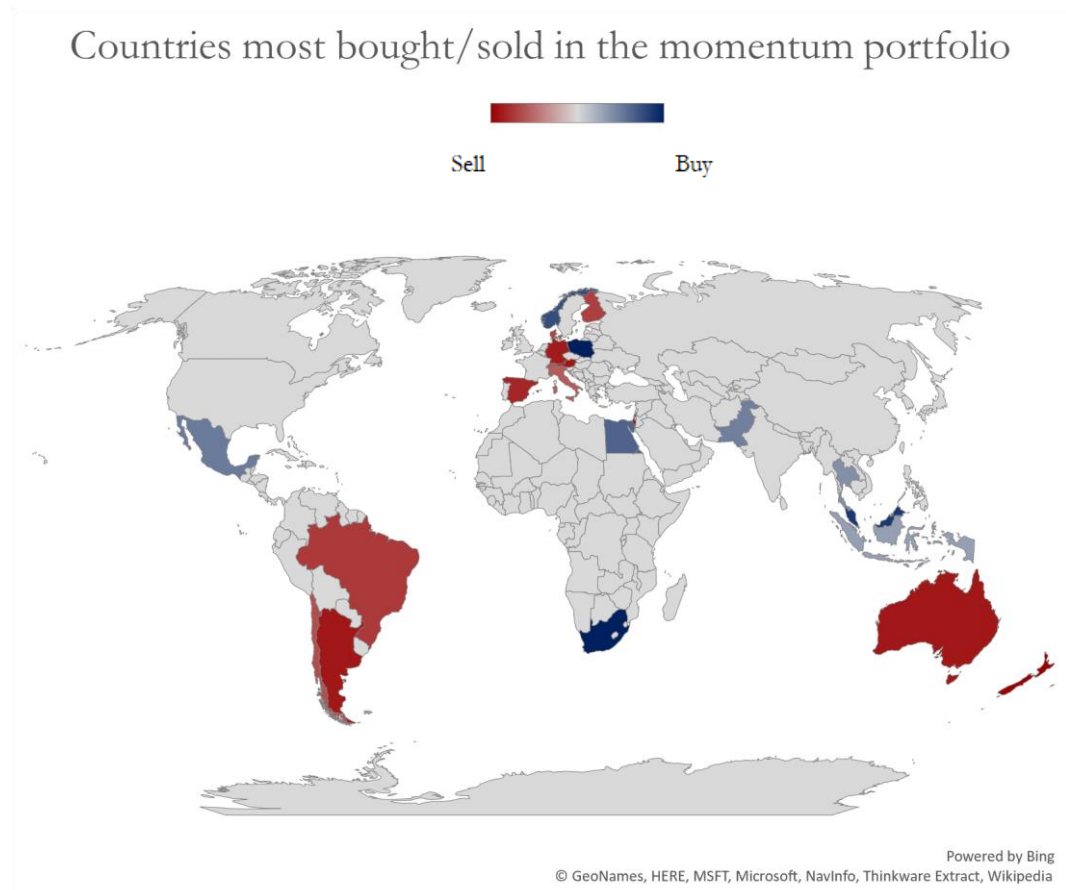 Countries most bought/sold in the momentum portfolio
Sell Buy
Powered by Bing
© GeoNames, HERE, MSFT, Microsoft, NavInfo, Thinkware Extract, Wikipedia